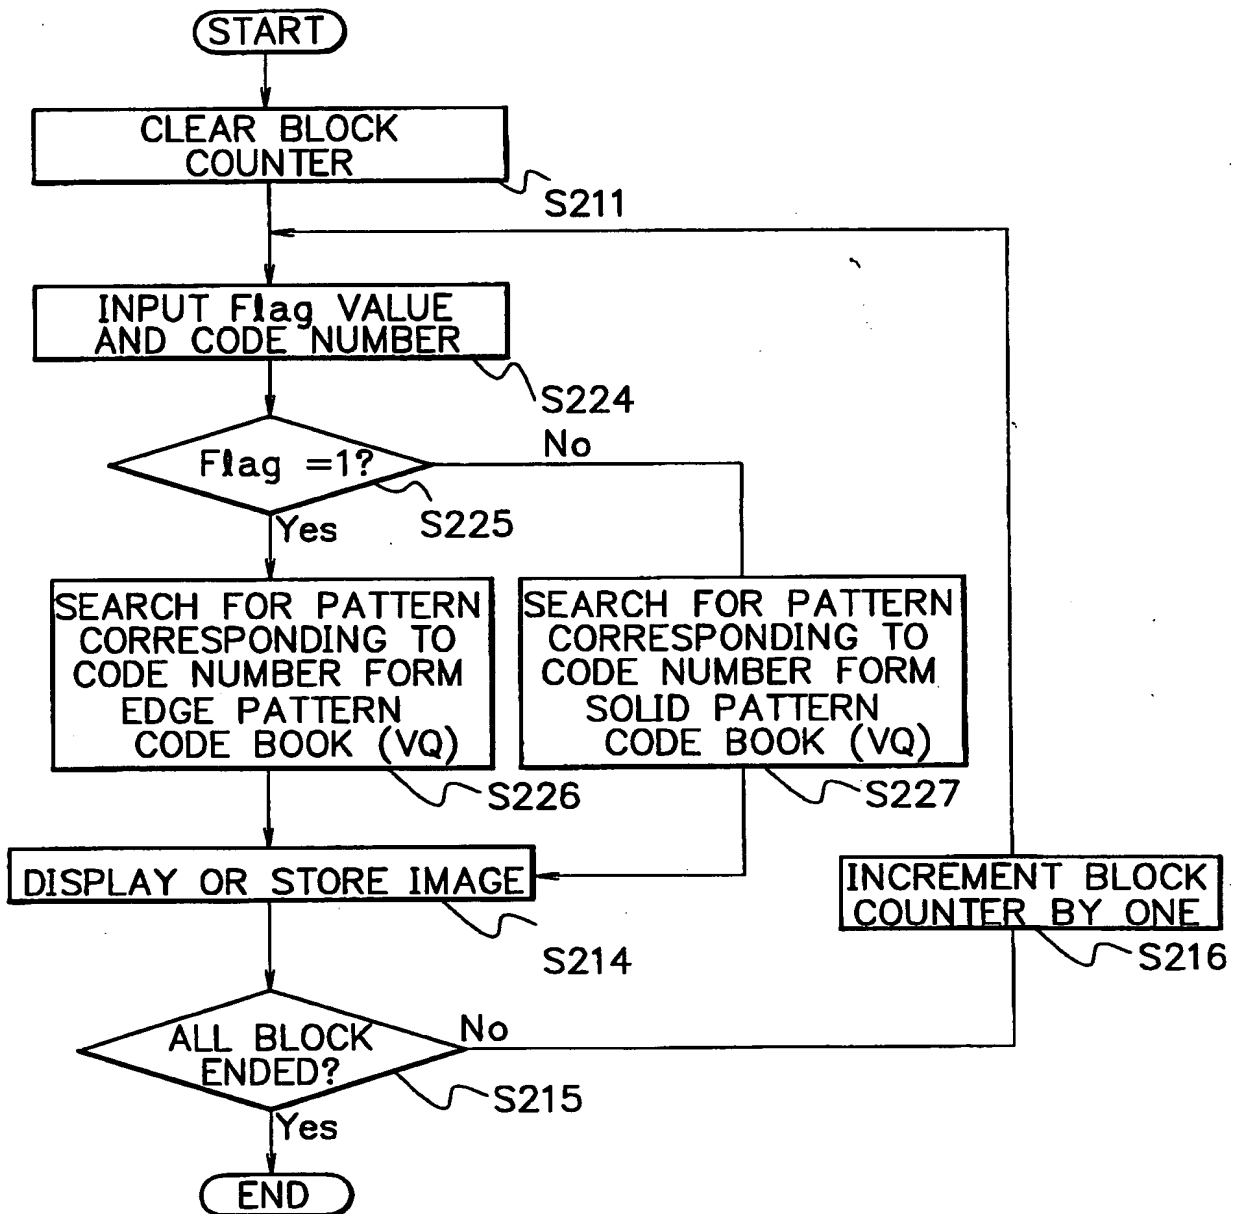 START
CLEAR BLOCK
COUNTER
S211
INPUT Flag VALUE
AND CODE NUMBER
S224
Flag =1?
No
S225
Yes
SEARCH FOR PATTERN
CORRESPONDING TO
CODE NUMBER FORM
EDGE PATTERN
CODE BOOK (VQ)
S226
SEARCH FOR PATTERN
CORRESPONDING TO
CODE NUMBER FORM
SOLID PATTERN
CODE BOOK (VQ)
S227
DISPLAY OR STORE IMAGE
S214
INCREMENT BLOCK
COUNTER BY ONE
S216
ALL BLOCK
ENDED?
No
S215
Yes
END